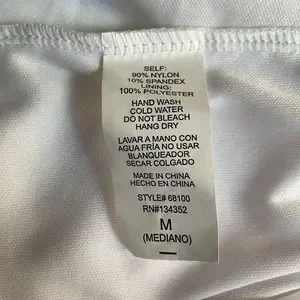 SELF:
90% NYLON
10% SPANDEX
LINING:
100% POLYESTER
HAND WASH
COLD WATER
DO NOT BLEACH
HANG DRY
LAVAR A MANO CON
AGUA FRÍA NO USAR
BLANQUEADOR
SECAR COLGADO
MADE IN CHINA
HECHO EN CHINA
STYLE# 68100
RN#134352
M
(MEDIANO)